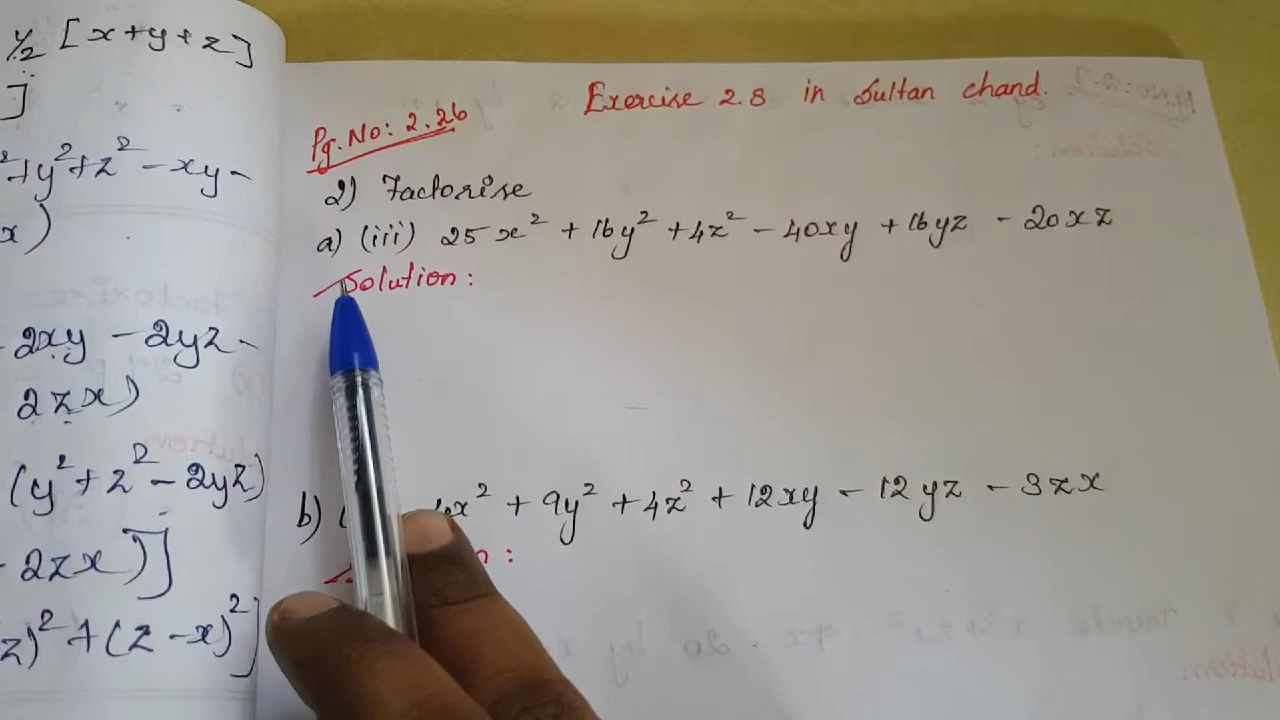 ½ [x+y+z]
]
²+y²+z² - xy -
x)
- 2xy - 2yz -
2zx)
(y² + z² - 2yz)
- 2zx)]
z)² + (z - x)²]
Exercise 2.8 in Sultan chand.
Pg.No: 2.26
2) Factorise
a) (iii) 25x² + 16y² + 4z² - 40xy + 16yz - 20xz
Solution:
b) ( x² + 9y² + 4z² + 12xy - 12yz - 8zx
: